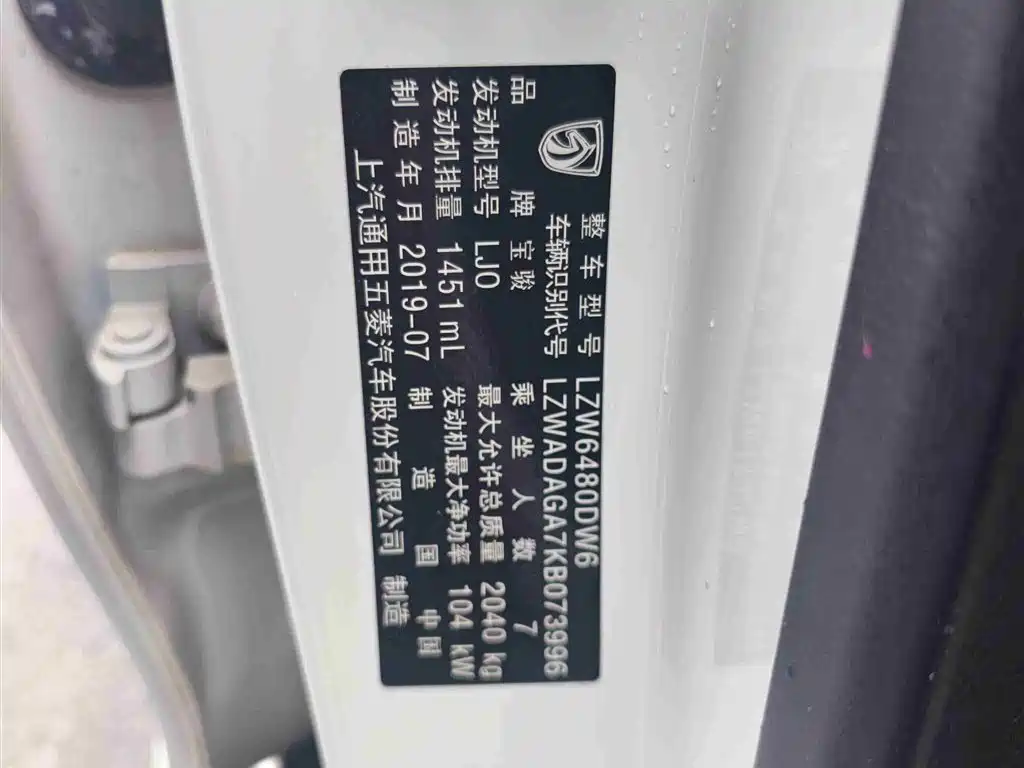 整车型号 LZW6480DW6
车辆识别代号 LZWADAGA7KB073996
品牌 宝骏 乘坐人数 7
发动机型号 LJO 最大允许总质量 2040 kg
发动机排量 1451 mL 发动机最大净功率 104 kW
制造年月 2019-07 制造国 中国
上汽通用五菱汽车股份有限公司 制造